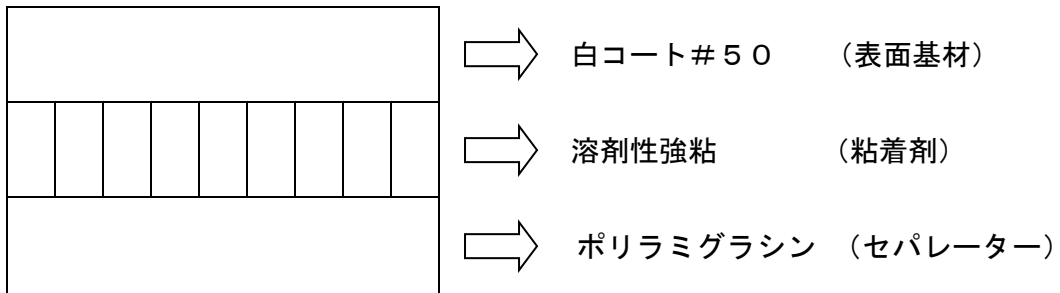 白コート＃５０　（表面基材）
溶剤性強粘　（粘着剤）
ポリラミグラシン　（セパレーター）